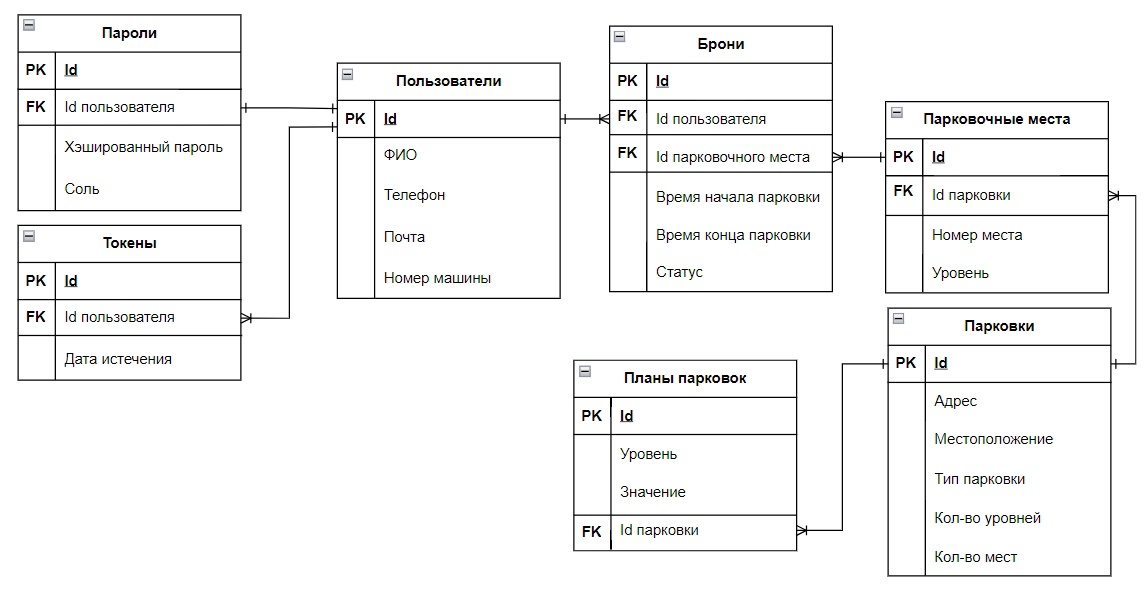 Пароли
PK Id
FK Id пользователя
Хэшированный пароль
Соль
Токены
PK Id
FK Id пользователя
Дата истечения
Пользователи
PK Id
ФИО
Телефон
Почта
Номер машины
Брони
PK Id
FK Id пользователя
FK Id парковочного места
Время начала парковки
Время конца парковки
Статус
Парковочные места
PK Id
FK Id парковки
Номер места
Уровень
Планы парковок
PK Id
Уровень
Значение
FK Id парковки
Парковки
PK Id
Адрес
Местоположение
Тип парковки
Кол-во уровней
Кол-во мест